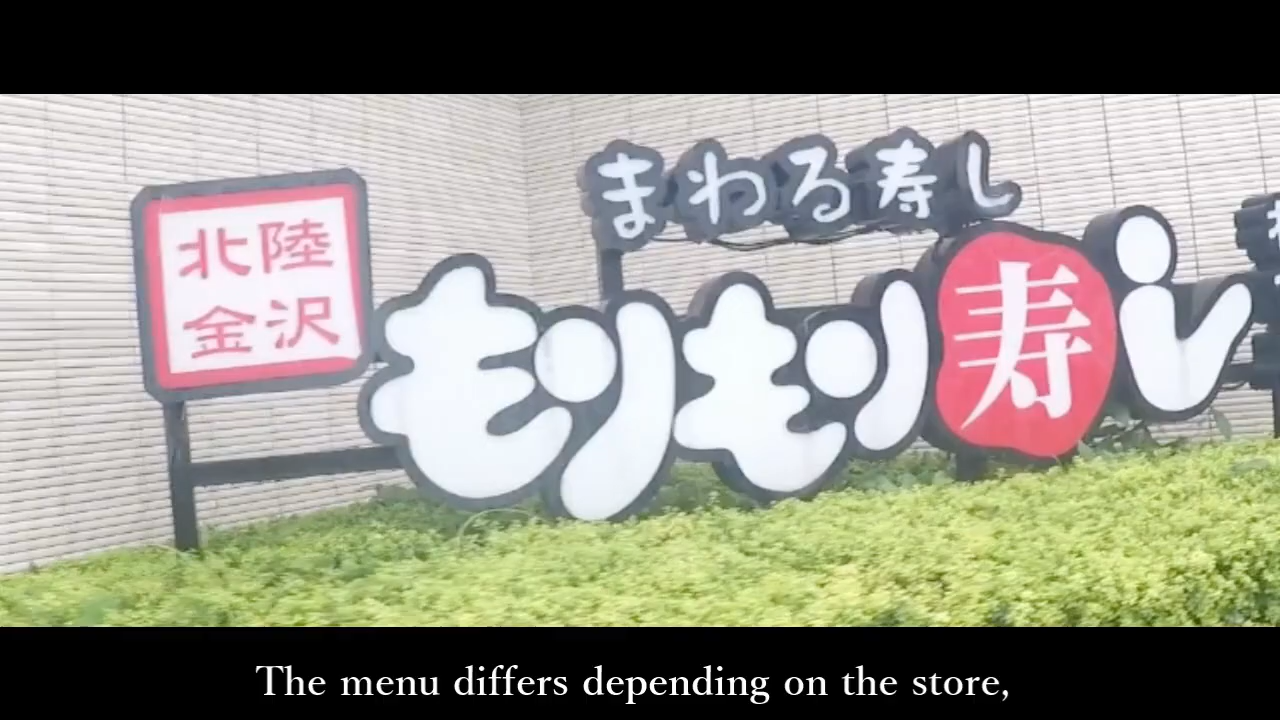 北陸
金沢
まわる寿し
もりもり寿し
The menu differs depending on the store,